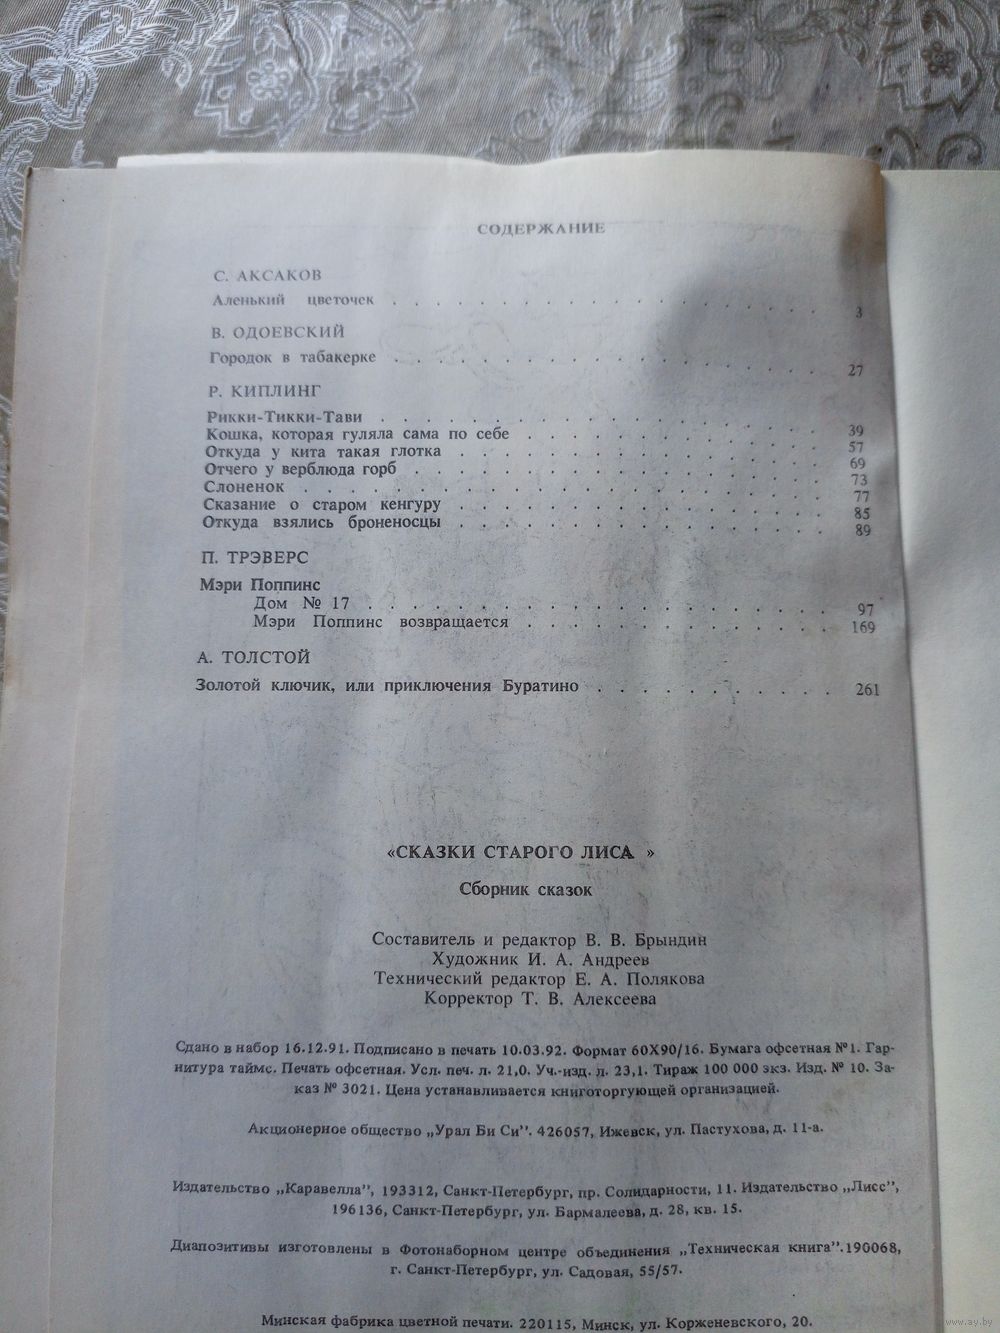 СОДЕРЖАНИЕ
С. АКСАКОВ
Аленький цветочек . . . . . . . . . . . . . . . . 3
В. ОДОЕВСКИЙ
Городок в табакерке . . . . . . . . . . . . . . . . 27
Р. КИПЛИНГ
Рикки-Тикки-Тави . . . . . . . . . . . . . . . . 39
Кошка, которая гуляла сама по себе . . . . . . . . . . . 57
Откуда у кита такая глотка . . . . . . . . . . . . . 69
Отчего у верблюда горб . . . . . . . . . . . . . . 73
Слоненок . . . . . . . . . . . . . . . . . . 77
Сказание о старом кенгуру . . . . . . . . . . . . . 85
Откуда взялись броненосцы . . . . . . . . . . . . . 89
П. ТРЭВЕРС
Мэри Поппинс
Дом № 17 . . . . . . . . . . . . . . . . 97
Мэри Поппинс возвращается . . . . . . . . . . . 169
А. ТОЛСТОЙ
Золотой ключик, или приключения Буратино . . . . . . . . . 261
«СКАЗКИ СТАРОГО ЛИСА »
Сборник сказок
Составитель и редактор В. В. Брындин
Художник И. А. Андреев
Технический редактор Е. А. Полякова
Корректор Т. В. Алексеева
Сдано в набор 16.12.91. Подписано в печать 10.03.92. Формат 60Х90/16. Бумага офсетная №1. Гар-
нитура таймс. Печать офсетная. Усл. печ. л. 21,0. Уч.-изд. л. 23,1. Тираж 100 000 экз. Изд. № 10. За-
каз № 3021. Цена устанавливается книготоргующей организацией.
Акционерное общество „Урал Би Си”. 426057, Ижевск, ул. Пастухова, д. 11-а.
Издательство „Каравелла”, 193312, Санкт-Петербург, пр. Солидарности, 11. Издательство „Лисс”,
196136, Санкт-Петербург, ул. Бармалеева, д. 28, кв. 15.
Диапозитивы изготовлены в Фотонаборном центре объединения „Техническая книга”.190068,
г. Санкт-Петербург, ул. Садовая, 55/57.
Минская фабрика цветной печати. 220115, Минск, ул. Корженевского, 20.
www.ay.by